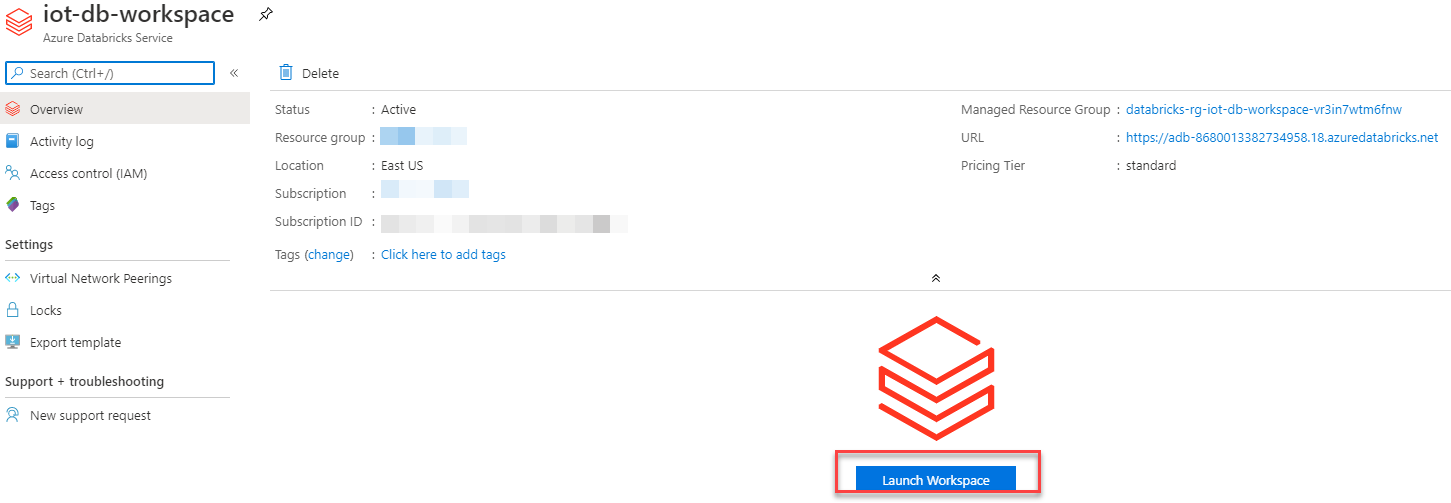 iot-db-workspace
Azure Databricks Service
Search (Ctrl+/)
Overview
Activity log
Access control (IAM)
Tags
Settings
Virtual Network Peerings
Locks
Export template
Support + troubleshooting
New support request
Delete
Status : Active
Resource group :
Location : East US
Subscription :
Subscription ID :
Tags (change) : Click here to add tags
Managed Resource Group : databricks-rg-iot-db-workspace-vr3in7wtm6fnw
URL : https://adb-8680013382734958.18.azuredatabricks.net
Pricing Tier : standard
Launch Workspace